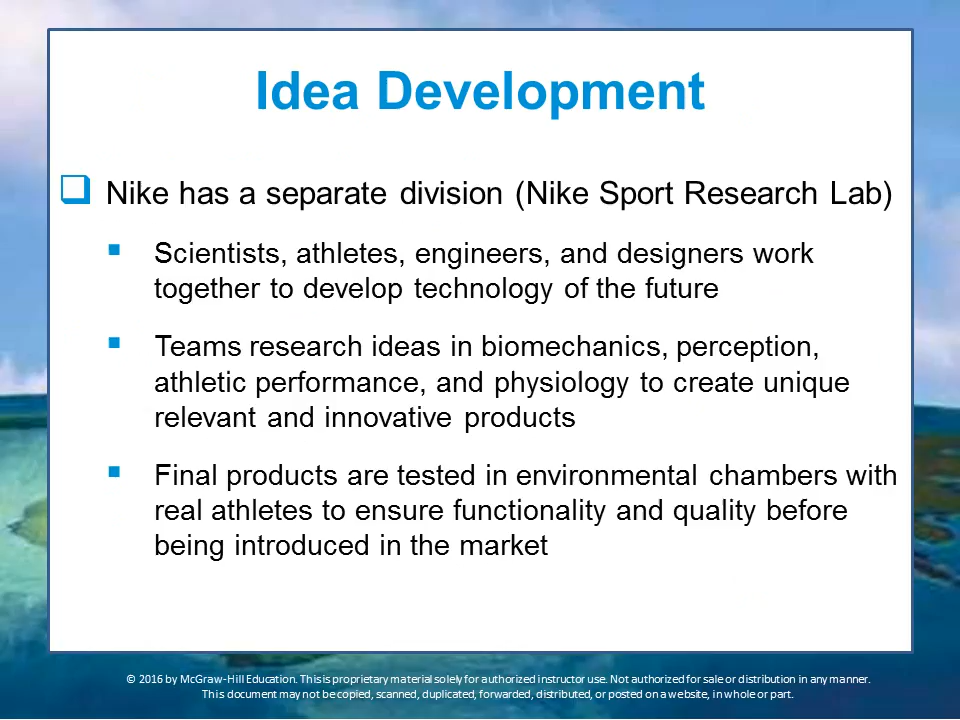 Idea Development
Nike has a separate division (Nike Sport Research Lab)
Scientists, athletes, engineers, and designers work
together to develop technology of the future
Teams research ideas in biomechanics, perception,
athletic performance, and physiology to create unique
relevant and innovative products
Final products are tested in environmental chambers with
real athletes to ensure functionality and quality before
being introduced in the market
© 2016 by McGraw-Hill Education. This is proprietary material solely for authorized instructor use. Not authorized for sale or distribution in any manner.
This document may not be copied, scanned, duplicated, forwarded, distributed, or posted on a website, in whole or part.